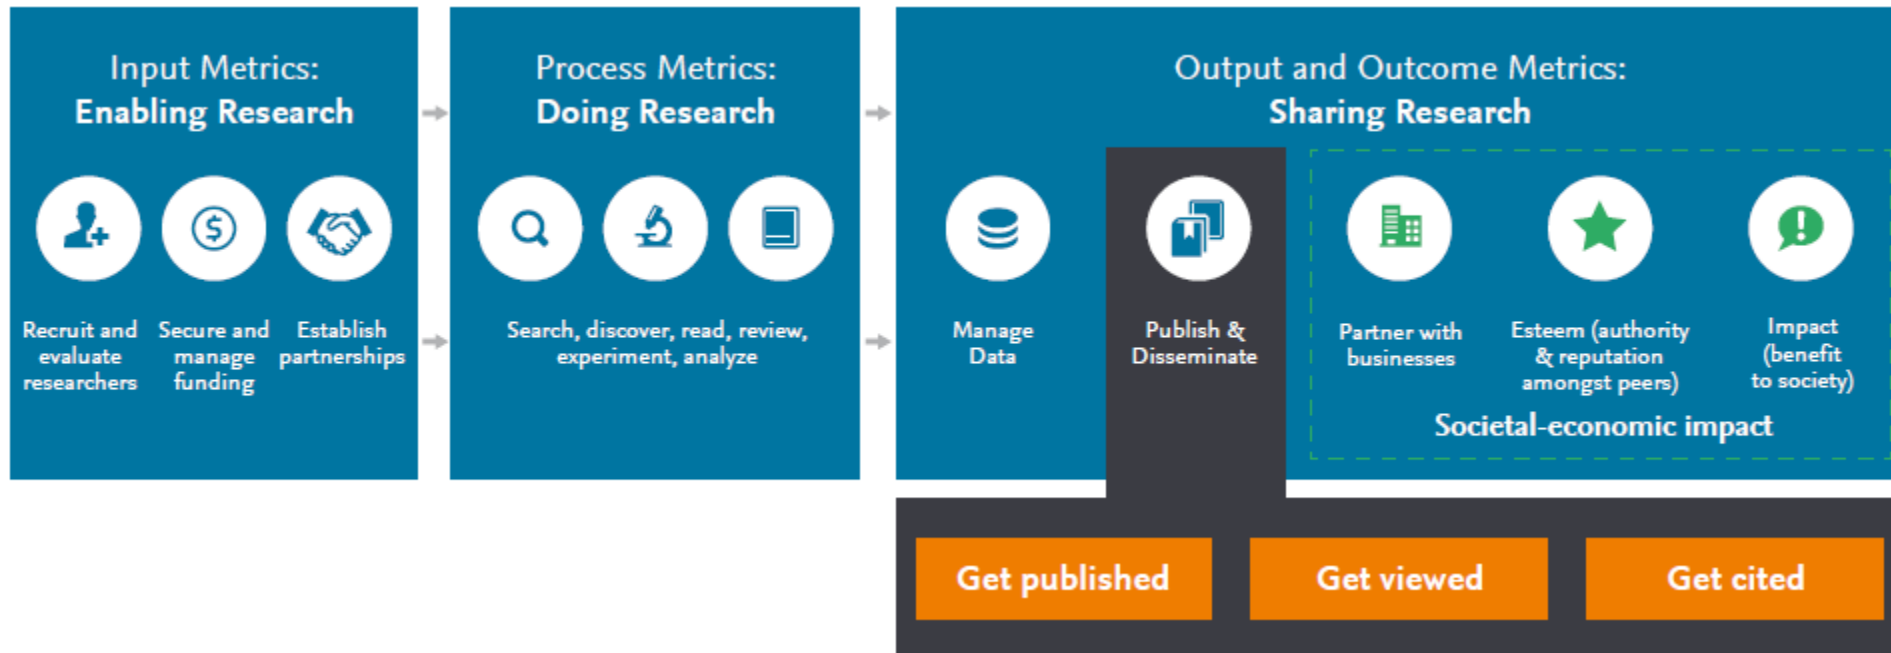 Input Metrics:
Enabling Research
Recruit and
evaluate
researchers
Secure and
manage
funding
Establish
partnerships
Process Metrics:
Doing Research
Search, discover, read, review,
experiment, analyze
Output and Outcome Metrics:
Sharing Research
Manage
Data
Publish &
Disseminate
Partner with
businesses
Esteem (authority
& reputation
amongst peers)
Impact
(benefit
to society)
Societal-economic impact
Get published
Get viewed
Get cited